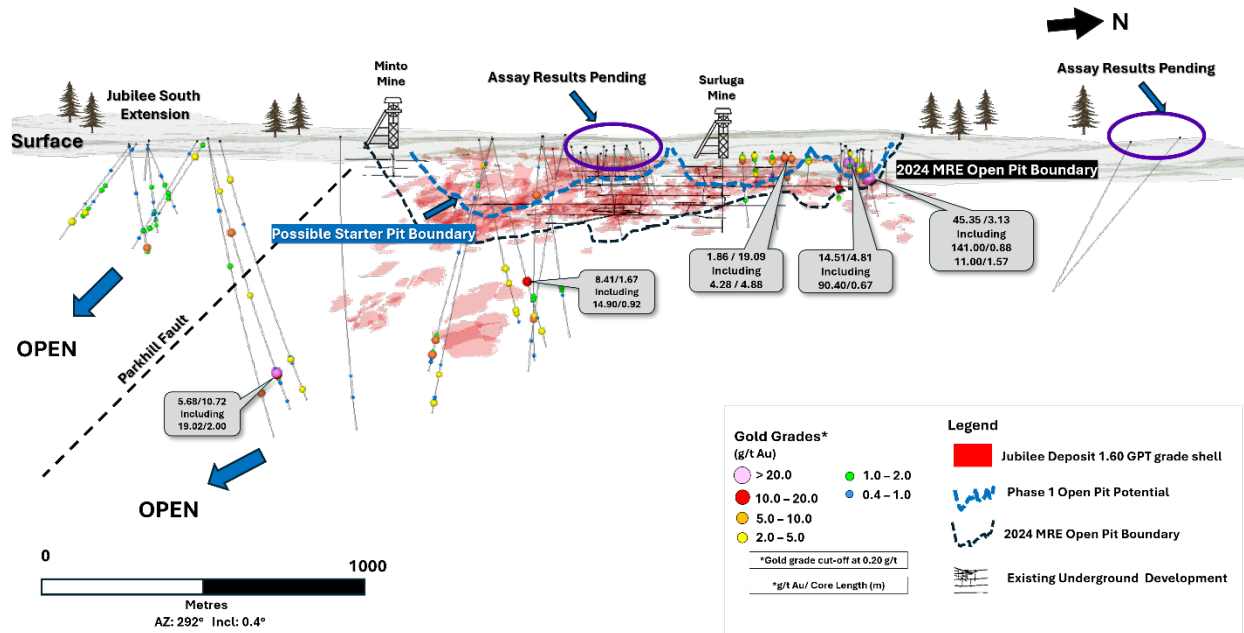 N
Minto
Mine
Assay Results Pending
Surluga
Mine
Assay Results Pending
Jubilee South
Extension
Surface
2024 MRE Open Pit Boundary
Possible Starter Pit Boundary
45.35 /3.13
Including
141.00/0.88
11.00/1.57
1.86 / 19.09
Including
4.28 / 4.88
14.51/4.81
Including
90.40/0.67
8.41/1.67
Including
14.90/0.92
OPEN
Parkhill Fault
5.68/10.72
Including
19.02/2.00
OPEN
0
1000
Metres
AZ: 292° Incl: 0.4°
Gold Grades*
(g/t Au)
> 20.0
10.0 – 20.0
5.0 – 10.0
2.0 – 5.0
1.0 – 2.0
0.4 – 1.0
*Gold grade cut-off at 0.20 g/t
*g/t Au/ Core Length (m)
Legend
Jubilee Deposit 1.60 GPT grade shell
Phase 1 Open Pit Potential
2024 MRE Open Pit Boundary
Existing Underground Development